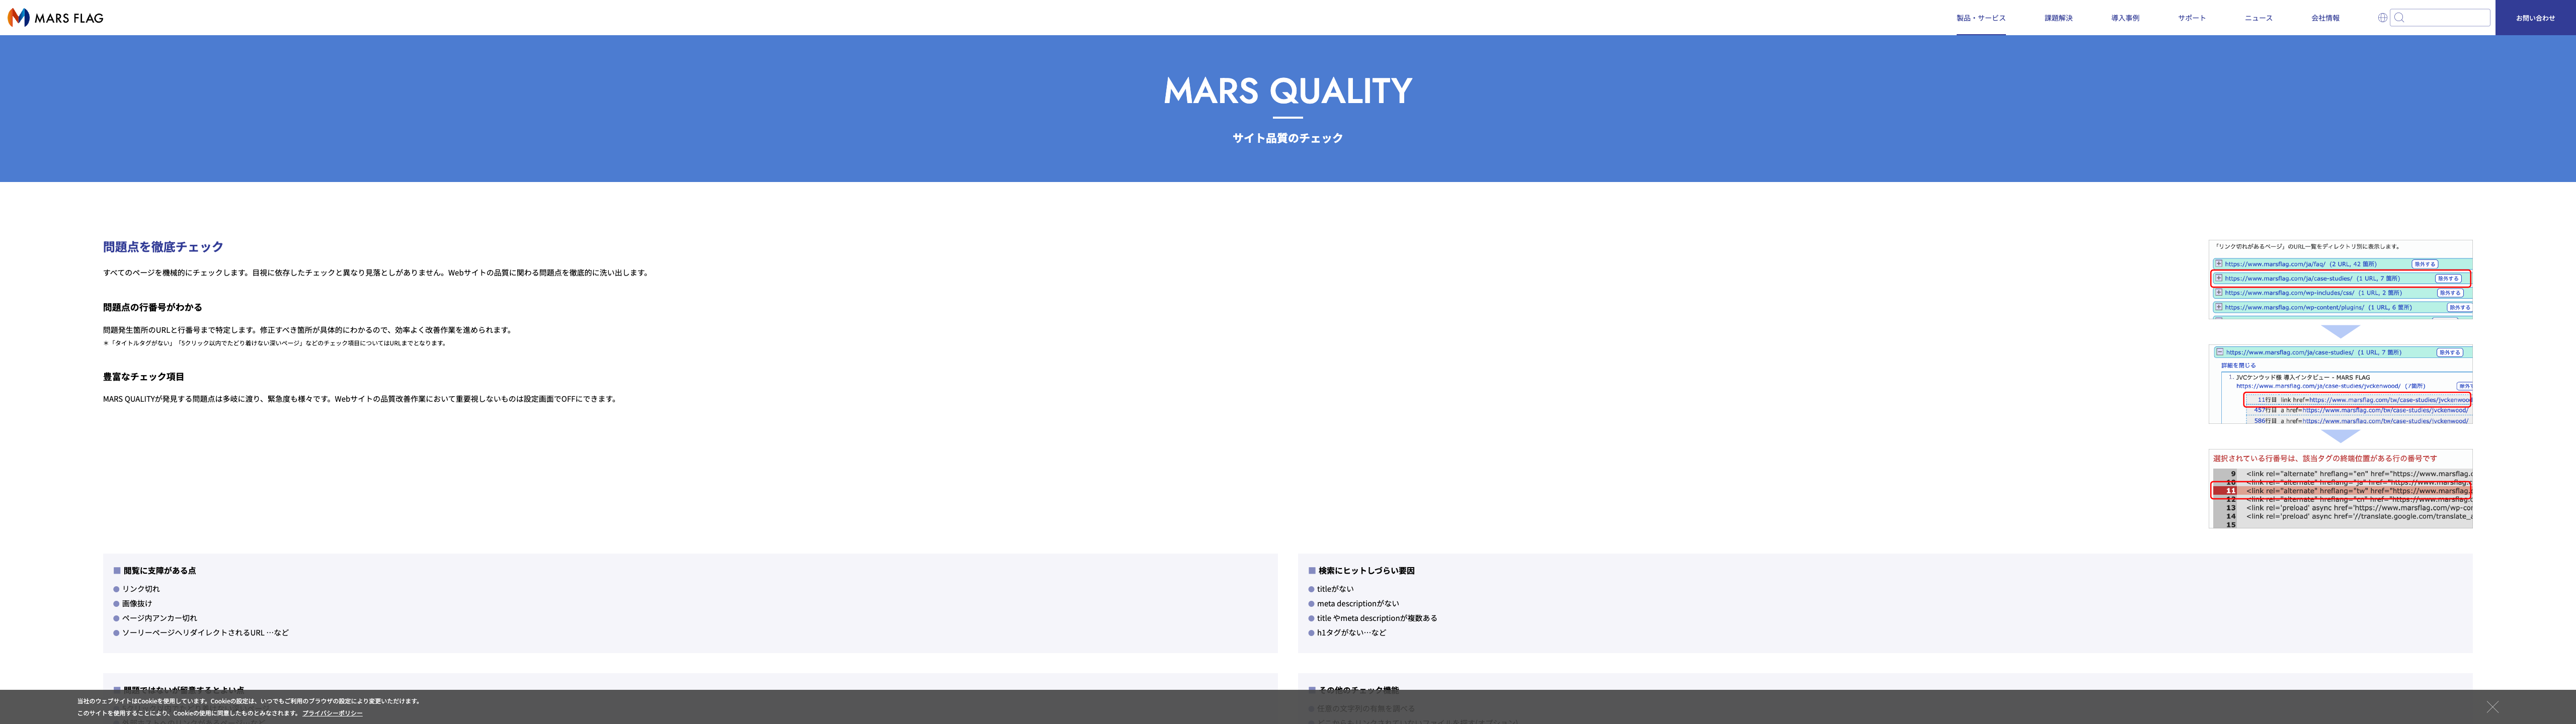 MARS FLAG
製品・サービス
課題解決
導入事例
サポート
ニュース
会社情報
お問い合わせ
MARS QUALITY
サイト品質のチェック
問題点を徹底チェック
すべてのページを機械的にチェックします。目視に依存したチェックと異なり見落としがありません。Webサイトの品質に関わる問題点を徹底的に洗い出します。
問題点の行番号がわかる
問題発生箇所のURLと行番号まで特定します。修正すべき箇所が具体的にわかるので、効率よく改善作業を進められます。
＊「タイトルタグがない」「5クリック以内でたどり着けない深いページ」などのチェック項目についてはURLまでとなります。
豊富なチェック項目
MARS QUALITYが発見する問題点は多岐に渡り、緊急度も様々です。Webサイトの品質改善作業において重要視しないものは設定画面でOFFにできます。
「リンク切れがあるページ」のURL一覧をディレクトリ別に表示します。
https://www.marsflag.com/ja/faq/ (2 URL, 42 箇所) 除外する
https://www.marsflag.com/ja/case-studies/ (1 URL, 7 箇所) 除外する
https://www.marsflag.com/wp-includes/css/ (1 URL, 2 箇所) 除外する
https://www.marsflag.com/wp-content/plugins/ (1 URL, 6 箇所) 除外する
https://www.marsflag.com/ja/case-studies/ (1 URL, 7 箇所) 除外する
詳細を閉じる
1. JVCケンウッド様 導入インタビュー - MARS FLAG
https://www.marsflag.com/ja/case-studies/jvckenwood/ (7箇所)
11行目 link href=https://www.marsflag.com/tw/case-studies/jvckenwood
457行目 a href=https://www.marsflag.com/tw/case-studies/jvckenwood/
586行目 a href=https://www.marsflag.com/tw/case-studies/jvckenwood/
選択されている行番号は、該当タグの終端位置がある行の番号です
9 <link rel="alternate" hreflang="en" href="https://www.marsflag.c
10 <link rel="alternate" hreflang="ja" href="https://www.marsflag.
11 <link rel="alternate" hreflang="tw" href="https://www.marsflag.
12 <link rel="alternate" hreflang="cn" href="https://www.marsflag.
13 <link rel='preload' async href='https://www.marsflag.com/wp-cor
14 <link rel='preload' async href='//translate.google.com/translate_a
15
■ 閲覧に支障がある点
● リンク切れ
● 画像抜け
● ページ内アンカー切れ
● ソーリーページへリダイレクトされるURL …など
■ 検索にヒットしづらい要因
● titleがない
● meta descriptionがない
● title やmeta descriptionが複数ある
● h1タグがない…など
■ 問題ではないが留意するとよい点
■ その他のチェック機能
● 任意の文字列の有無を調べる
当社のウェブサイトはCookieを使用しています。Cookieの設定は、いつでもご利用のブラウザの設定により変更いただけます。
このサイトを使用することにより、Cookieの使用に同意したものとみなされます。 プライバシーポリシー